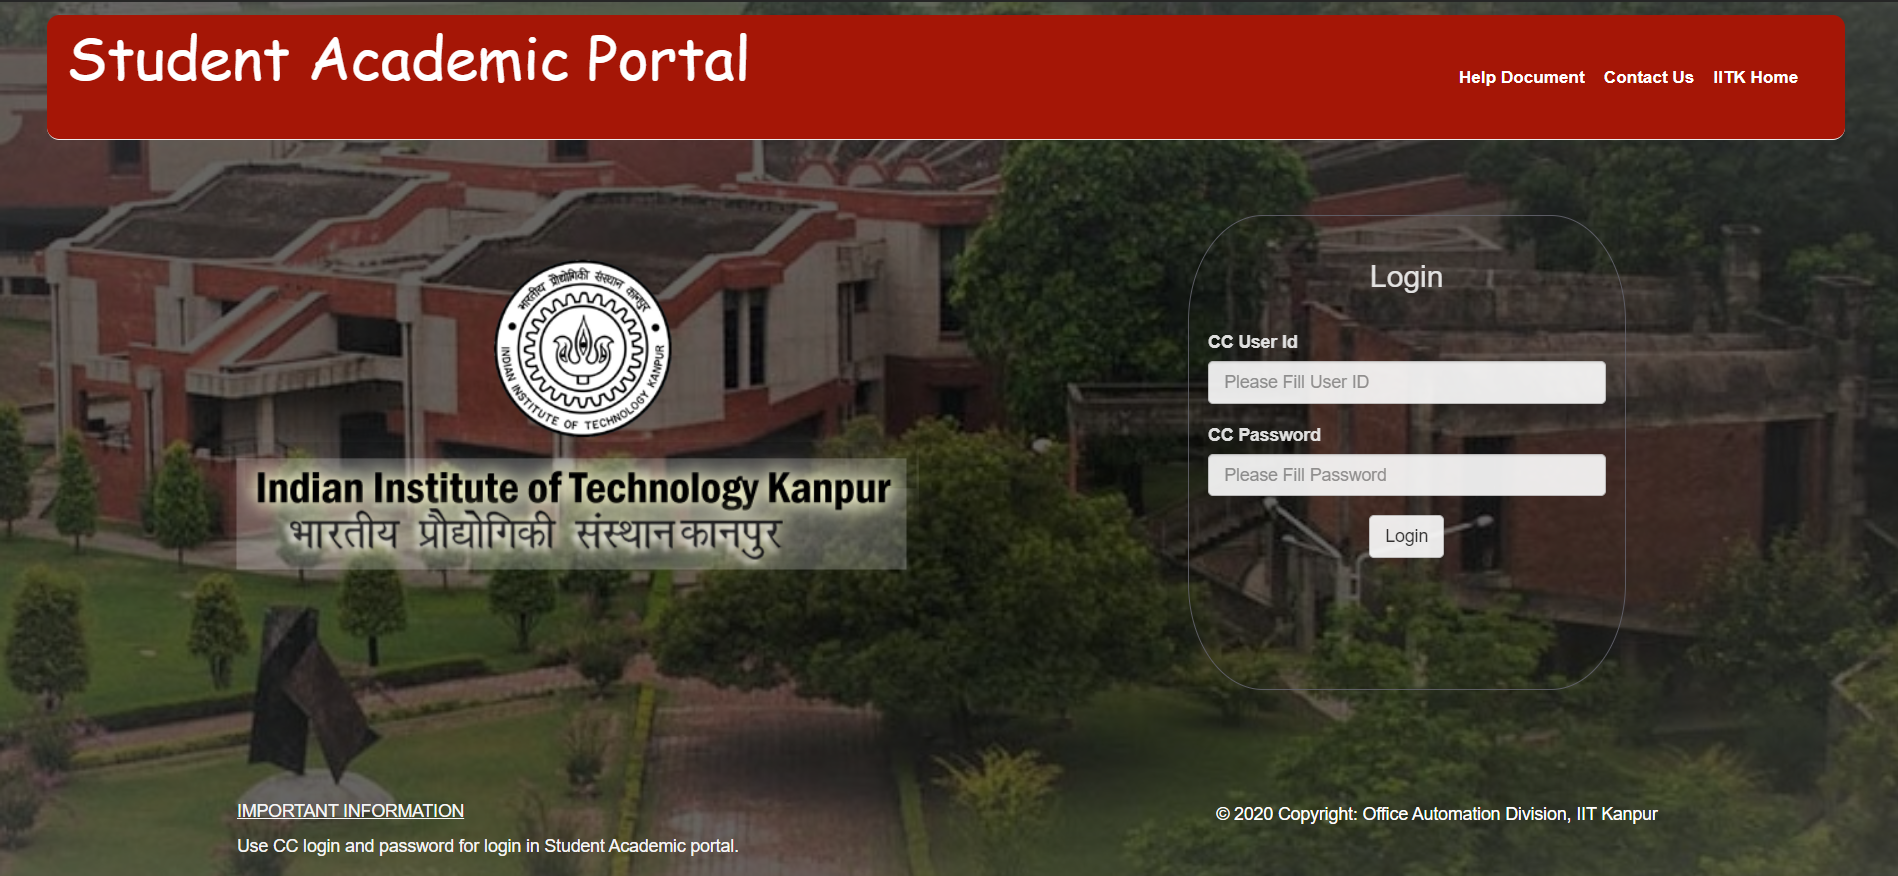 Student Academic Portal
Help Document Contact Us IITK Home
भारतीय प्रौद्योगिकी संस्थान कानपुर
INDIAN INSTITUTE OF TECHNOLOGY KANPUR
Indian Institute of Technology Kanpur
भारतीय प्रौद्योगिकी संस्थान कानपुर
Login
CC User Id
Please Fill User ID
CC Password
Please Fill Password
Login
IMPORTANT INFORMATION
Use CC login and password for login in Student Academic portal.
© 2020 Copyright: Office Automation Division, IIT Kanpur